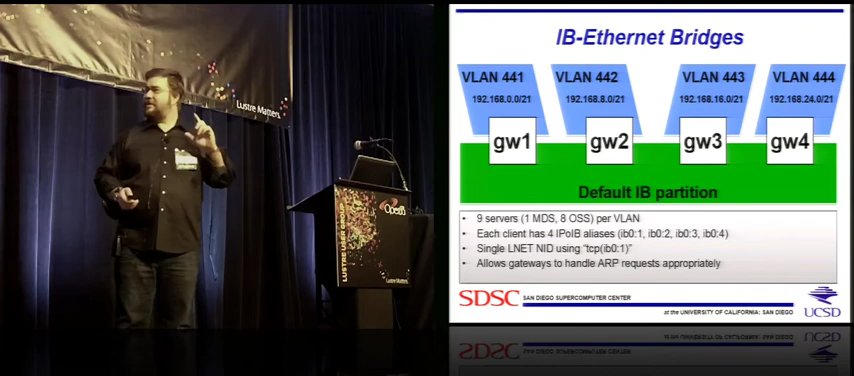 Lustre Matters.
OpenSFS
LUSTRE USER GROUP
Lustre Matters.
IB-Ethernet Bridges
VLAN 441 VLAN 442 VLAN 443 VLAN 444
192.168.0.0/21 192.168.8.0/21 192.168.16.0/21 192.168.24.0/21
gw1 gw2 gw3 gw4
Default IB partition
• 9 servers (1 MDS, 8 OSS) per VLAN
• Each client has 4 IPoIB aliases (ib0:1, ib0:2, ib0:3, ib0:4)
• Single LNET NID using “tcp(ib0:1)”
• Allows gateways to handle ARP requests appropriately
SDSC SAN DIEGO SUPERCOMPUTER CENTER
at the UNIVERSITY OF CALIFORNIA; SAN DIEGO
UCSD